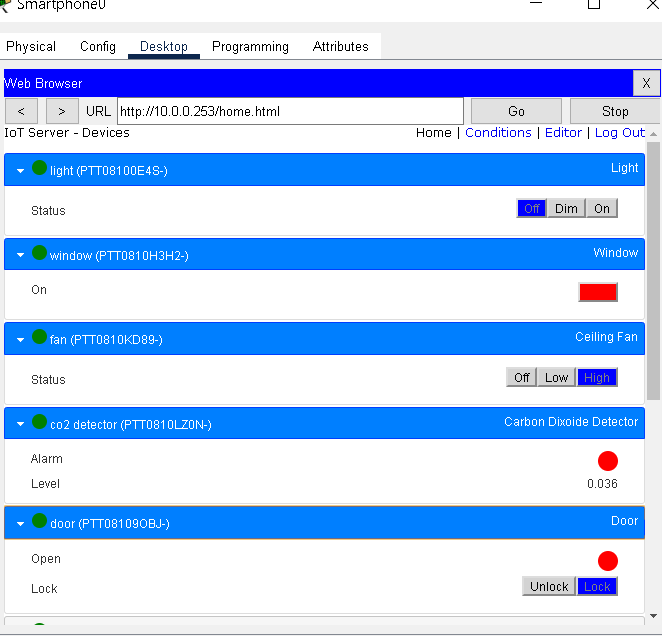 Smartphone0
Physical Config Desktop Programming Attributes
Web Browser X
< > URL http://10.0.0.253/home.html Go Stop
IoT Server - Devices Home | Conditions | Editor | Log Out
light (PTT08100E4S-) Light
Status Off Dim On
window (PTT0810H3H2-) Window
On
fan (PTT0810KD89-) Ceiling Fan
Status Off Low High
co2 detector (PTT0810LZ0N-) Carbon Dixoide Detector
Alarm
Level 0.036
door (PTT08109OBJ-) Door
Open
Lock Unlock Lock